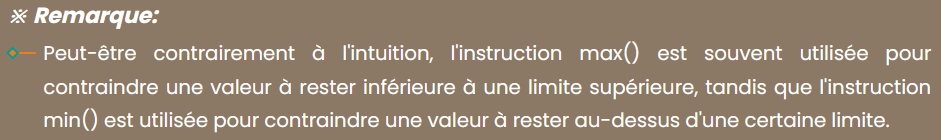 ※ Remarque:
Peut-être contrairement à l'intuition, l'instruction max() est souvent utilisée pour
contraindre une valeur à rester inférieure à une limite supérieure, tandis que l'instruction
min() est utilisée pour contraindre une valeur à rester au-dessus d'une certaine limite.